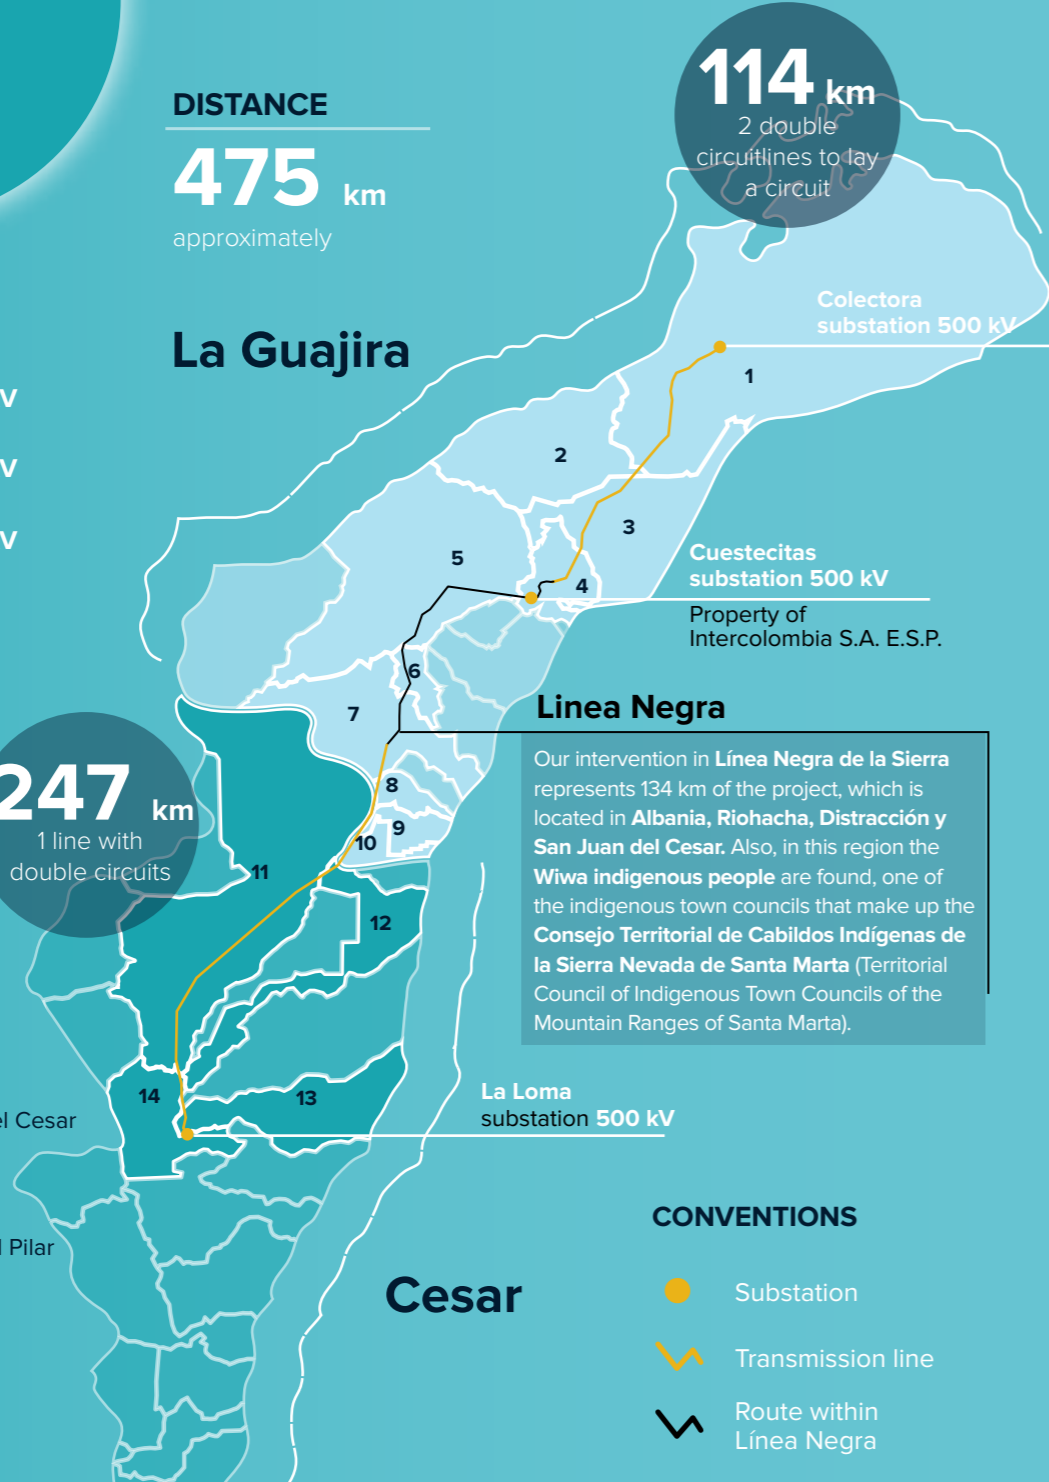 DISTANCE
475 km
approximately
114 km
2 double
circuitlines to lay
a circuit
La Guajira
Colectora
substation 500 kV
1
2
3
4
5
6
7
8
9
10
11
12
13
14
V
V
V
Cuestecitas
substation 500 kV
Property of
Intercolombia S.A. E.S.P.
Linea Negra
Our intervention in Línea Negra de la Sierra
represents 134 km of the project, which is
located in Albania, Riohacha, Distracción y
San Juan del Cesar. Also, in this region the
Wiwa indigenous people are found, one of
the indigenous town councils that make up the
Consejo Territorial de Cabildos Indígenas de
la Sierra Nevada de Santa Marta (Territorial
Council of Indigenous Town Councils of the
Mountain Ranges of Santa Marta).
247 km
1 line with
double circuits
La Loma
substation 500 kV
el Cesar
Pilar
Cesar
CONVENTIONS
Substation
Transmission line
Route within
Línea Negra